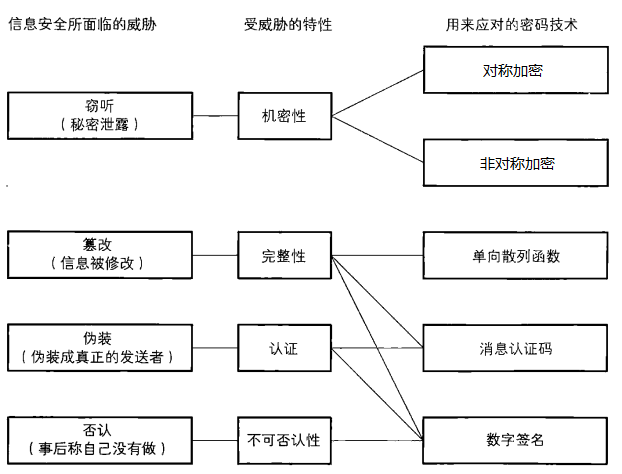 信息安全所面临的威胁
受威胁的特性
用来应对的密码技术
窃听
（秘密泄露）
机密性
对称加密
非对称加密
篡改
（信息被修改）
完整性
单向散列函数
伪装
（伪装成真正的发送者）
认证
消息认证码
否认
（事后称自己没有做）
不可否认性
数字签名